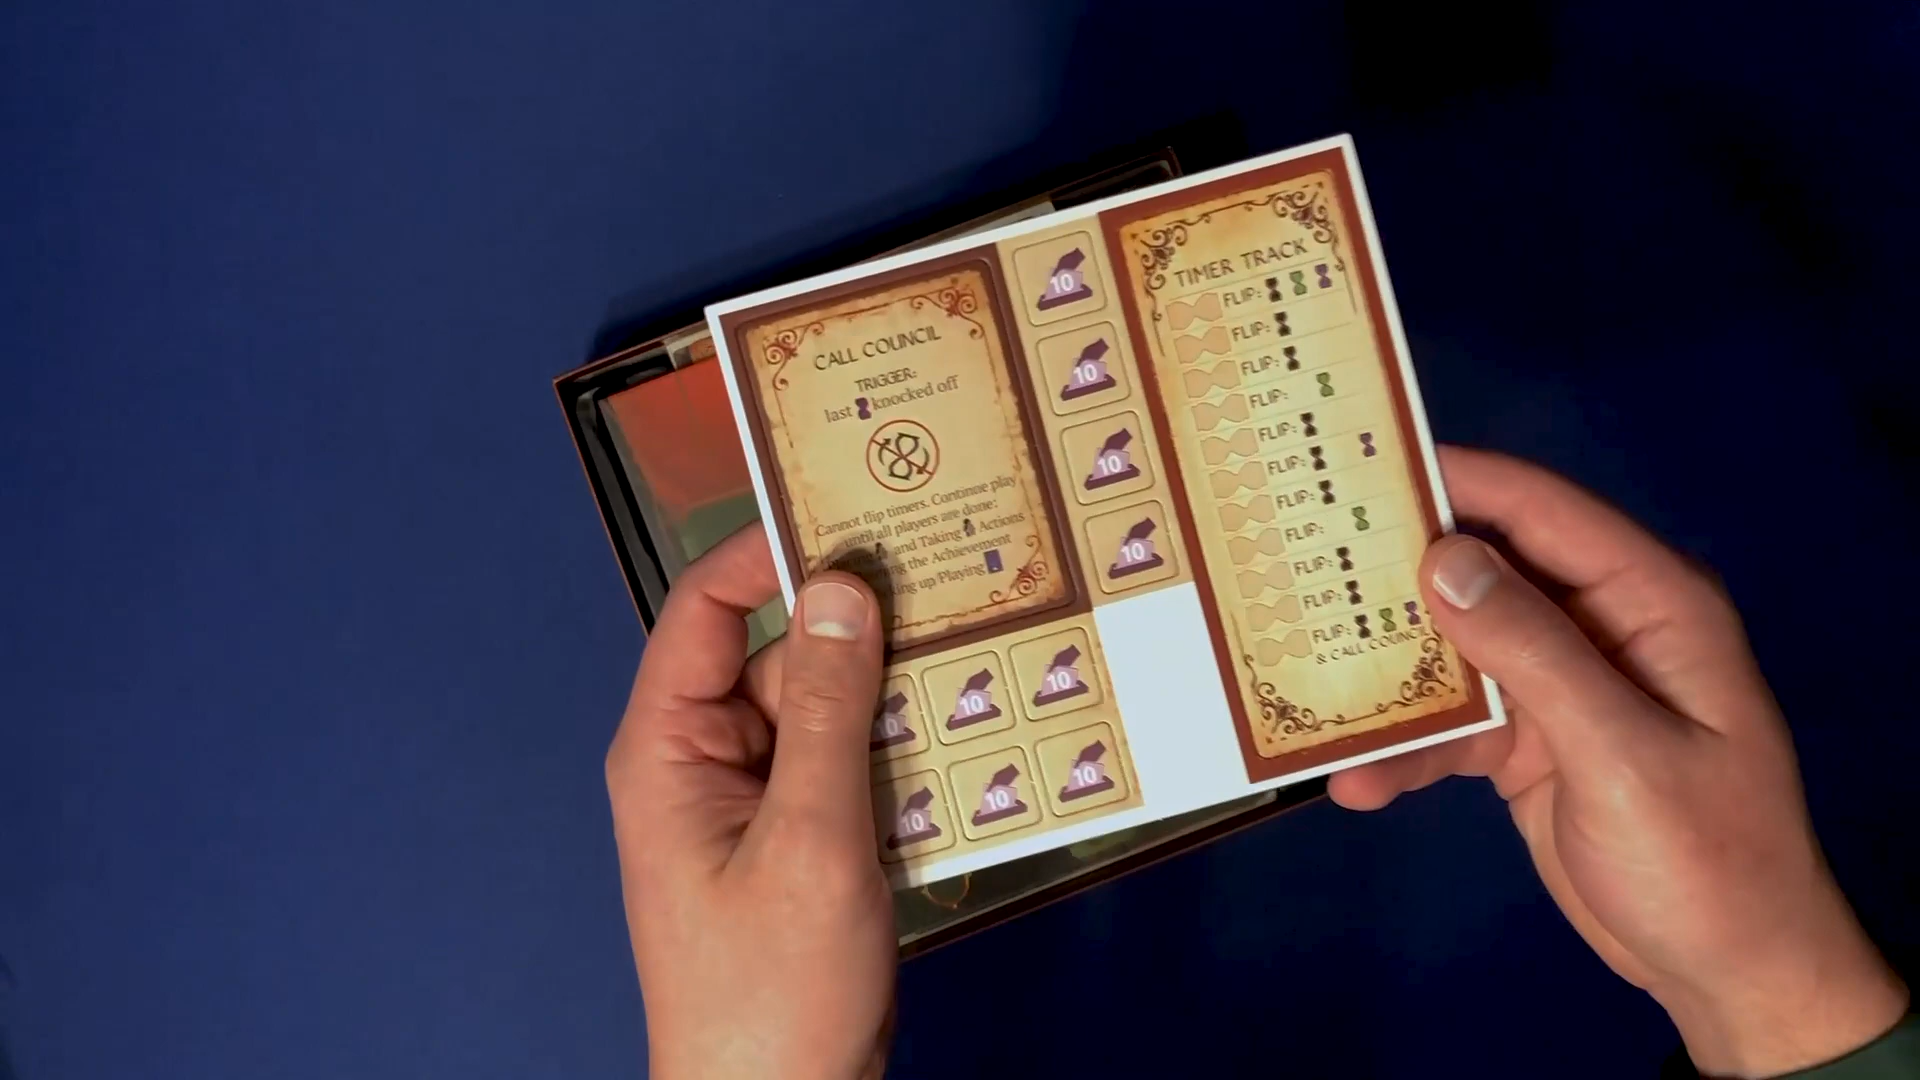 CALL COUNCIL
TRIGGER:
last knocked off
Cannot flip timers. Continue play
until all players are done:
and Taking Actions
the Achievement
up/Playing
10
10
10
10
10
10
10
10
10
TIMER TRACK
FLIP:
FLIP:
FLIP:
FLIP:
FLIP:
FLIP:
FLIP:
FLIP:
FLIP:
FLIP:
FLIP:
& CALL COUNCIL